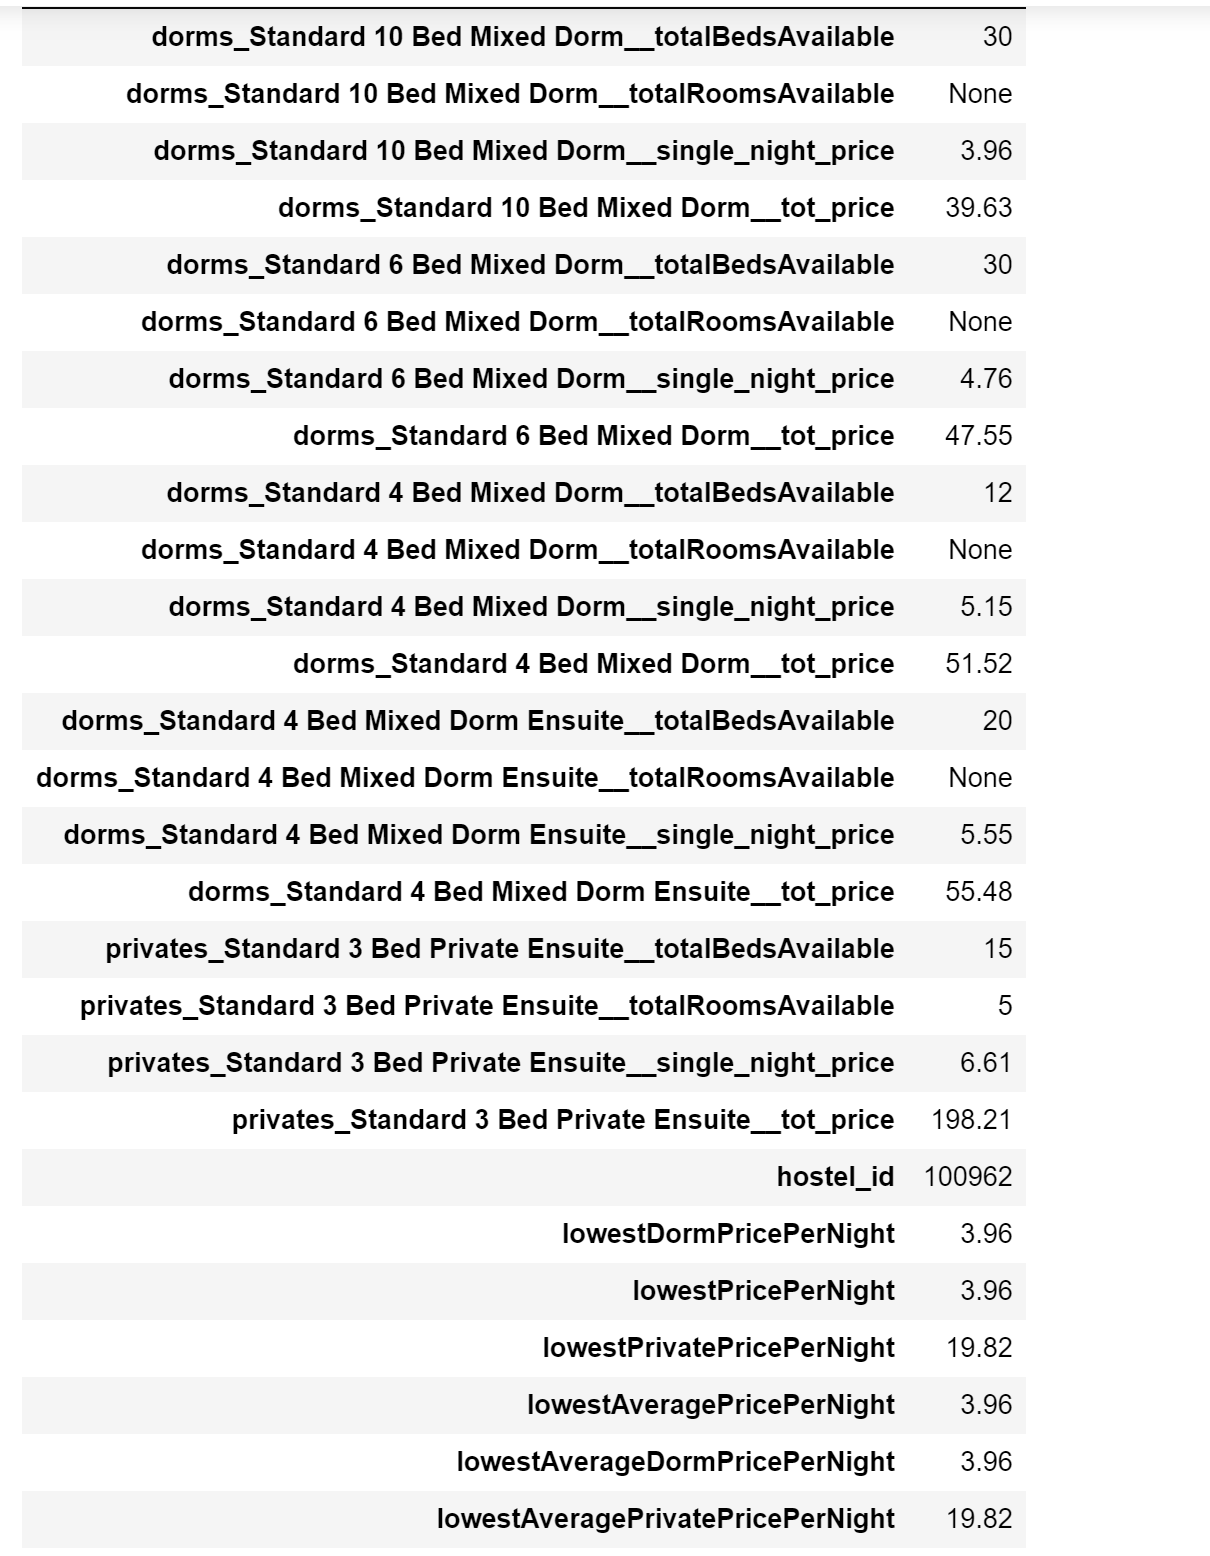 dorms_Standard 10 Bed Mixed Dorm__totalBedsAvailable 30
dorms_Standard 10 Bed Mixed Dorm__totalRoomsAvailable None
dorms_Standard 10 Bed Mixed Dorm__single_night_price 3.96
dorms_Standard 10 Bed Mixed Dorm__tot_price 39.63
dorms_Standard 6 Bed Mixed Dorm__totalBedsAvailable 30
dorms_Standard 6 Bed Mixed Dorm__totalRoomsAvailable None
dorms_Standard 6 Bed Mixed Dorm__single_night_price 4.76
dorms_Standard 6 Bed Mixed Dorm__tot_price 47.55
dorms_Standard 4 Bed Mixed Dorm__totalBedsAvailable 12
dorms_Standard 4 Bed Mixed Dorm__totalRoomsAvailable None
dorms_Standard 4 Bed Mixed Dorm__single_night_price 5.15
dorms_Standard 4 Bed Mixed Dorm__tot_price 51.52
dorms_Standard 4 Bed Mixed Dorm Ensuite__totalBedsAvailable 20
dorms_Standard 4 Bed Mixed Dorm Ensuite__totalRoomsAvailable None
dorms_Standard 4 Bed Mixed Dorm Ensuite__single_night_price 5.55
dorms_Standard 4 Bed Mixed Dorm Ensuite__tot_price 55.48
privates_Standard 3 Bed Private Ensuite__totalBedsAvailable 15
privates_Standard 3 Bed Private Ensuite__totalRoomsAvailable 5
privates_Standard 3 Bed Private Ensuite__single_night_price 6.61
privates_Standard 3 Bed Private Ensuite__tot_price 198.21
hostel_id 100962
lowestDormPricePerNight 3.96
lowestPricePerNight 3.96
lowestPrivatePricePerNight 19.82
lowestAveragePricePerNight 3.96
lowestAverageDormPricePerNight 3.96
lowestAveragePrivatePricePerNight 19.82